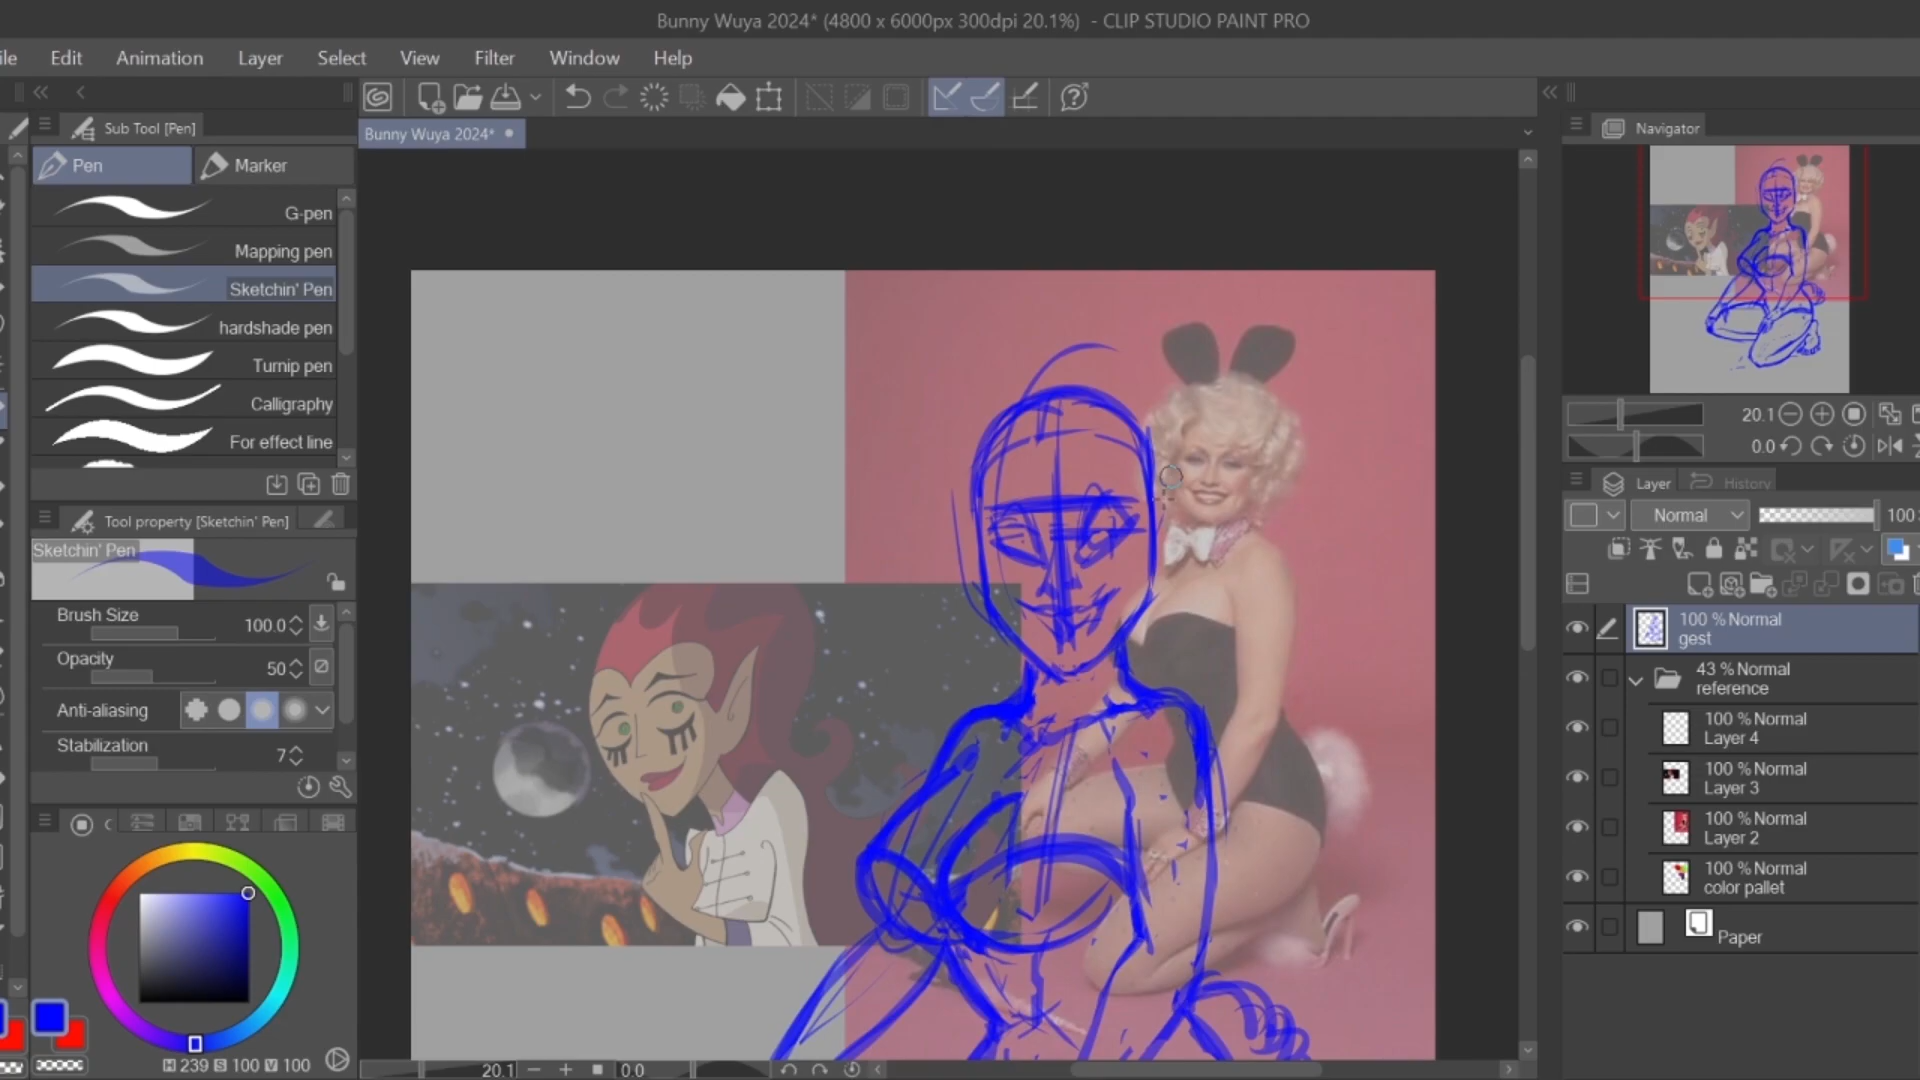 Bunny Wuya 2024* (4800 x 6000px 300dpi 20.1%) - CLIP STUDIO PAINT PRO
ile Edit Animation Layer Select View Filter Window Help
Sub Tool [Pen]
Pen Marker
G-pen
Mapping pen
Sketchin' Pen
hardshade pen
Turnip pen
Calligraphy
For effect line
Tool property [Sketchin' Pen]
Sketchin' Pen
Brush Size 100.0
Opacity 50
Anti-aliasing
Stabilization 7
H 239 S 100 V 100
Bunny Wuya 2024*
20.1 0.0
Navigator
20.1
0.0
Layer History
Normal 100
100 % Normal
gest
43 % Normal
reference
100 % Normal
Layer 4
100 % Normal
Layer 3
100 % Normal
Layer 2
100 % Normal
color pallet
Paper